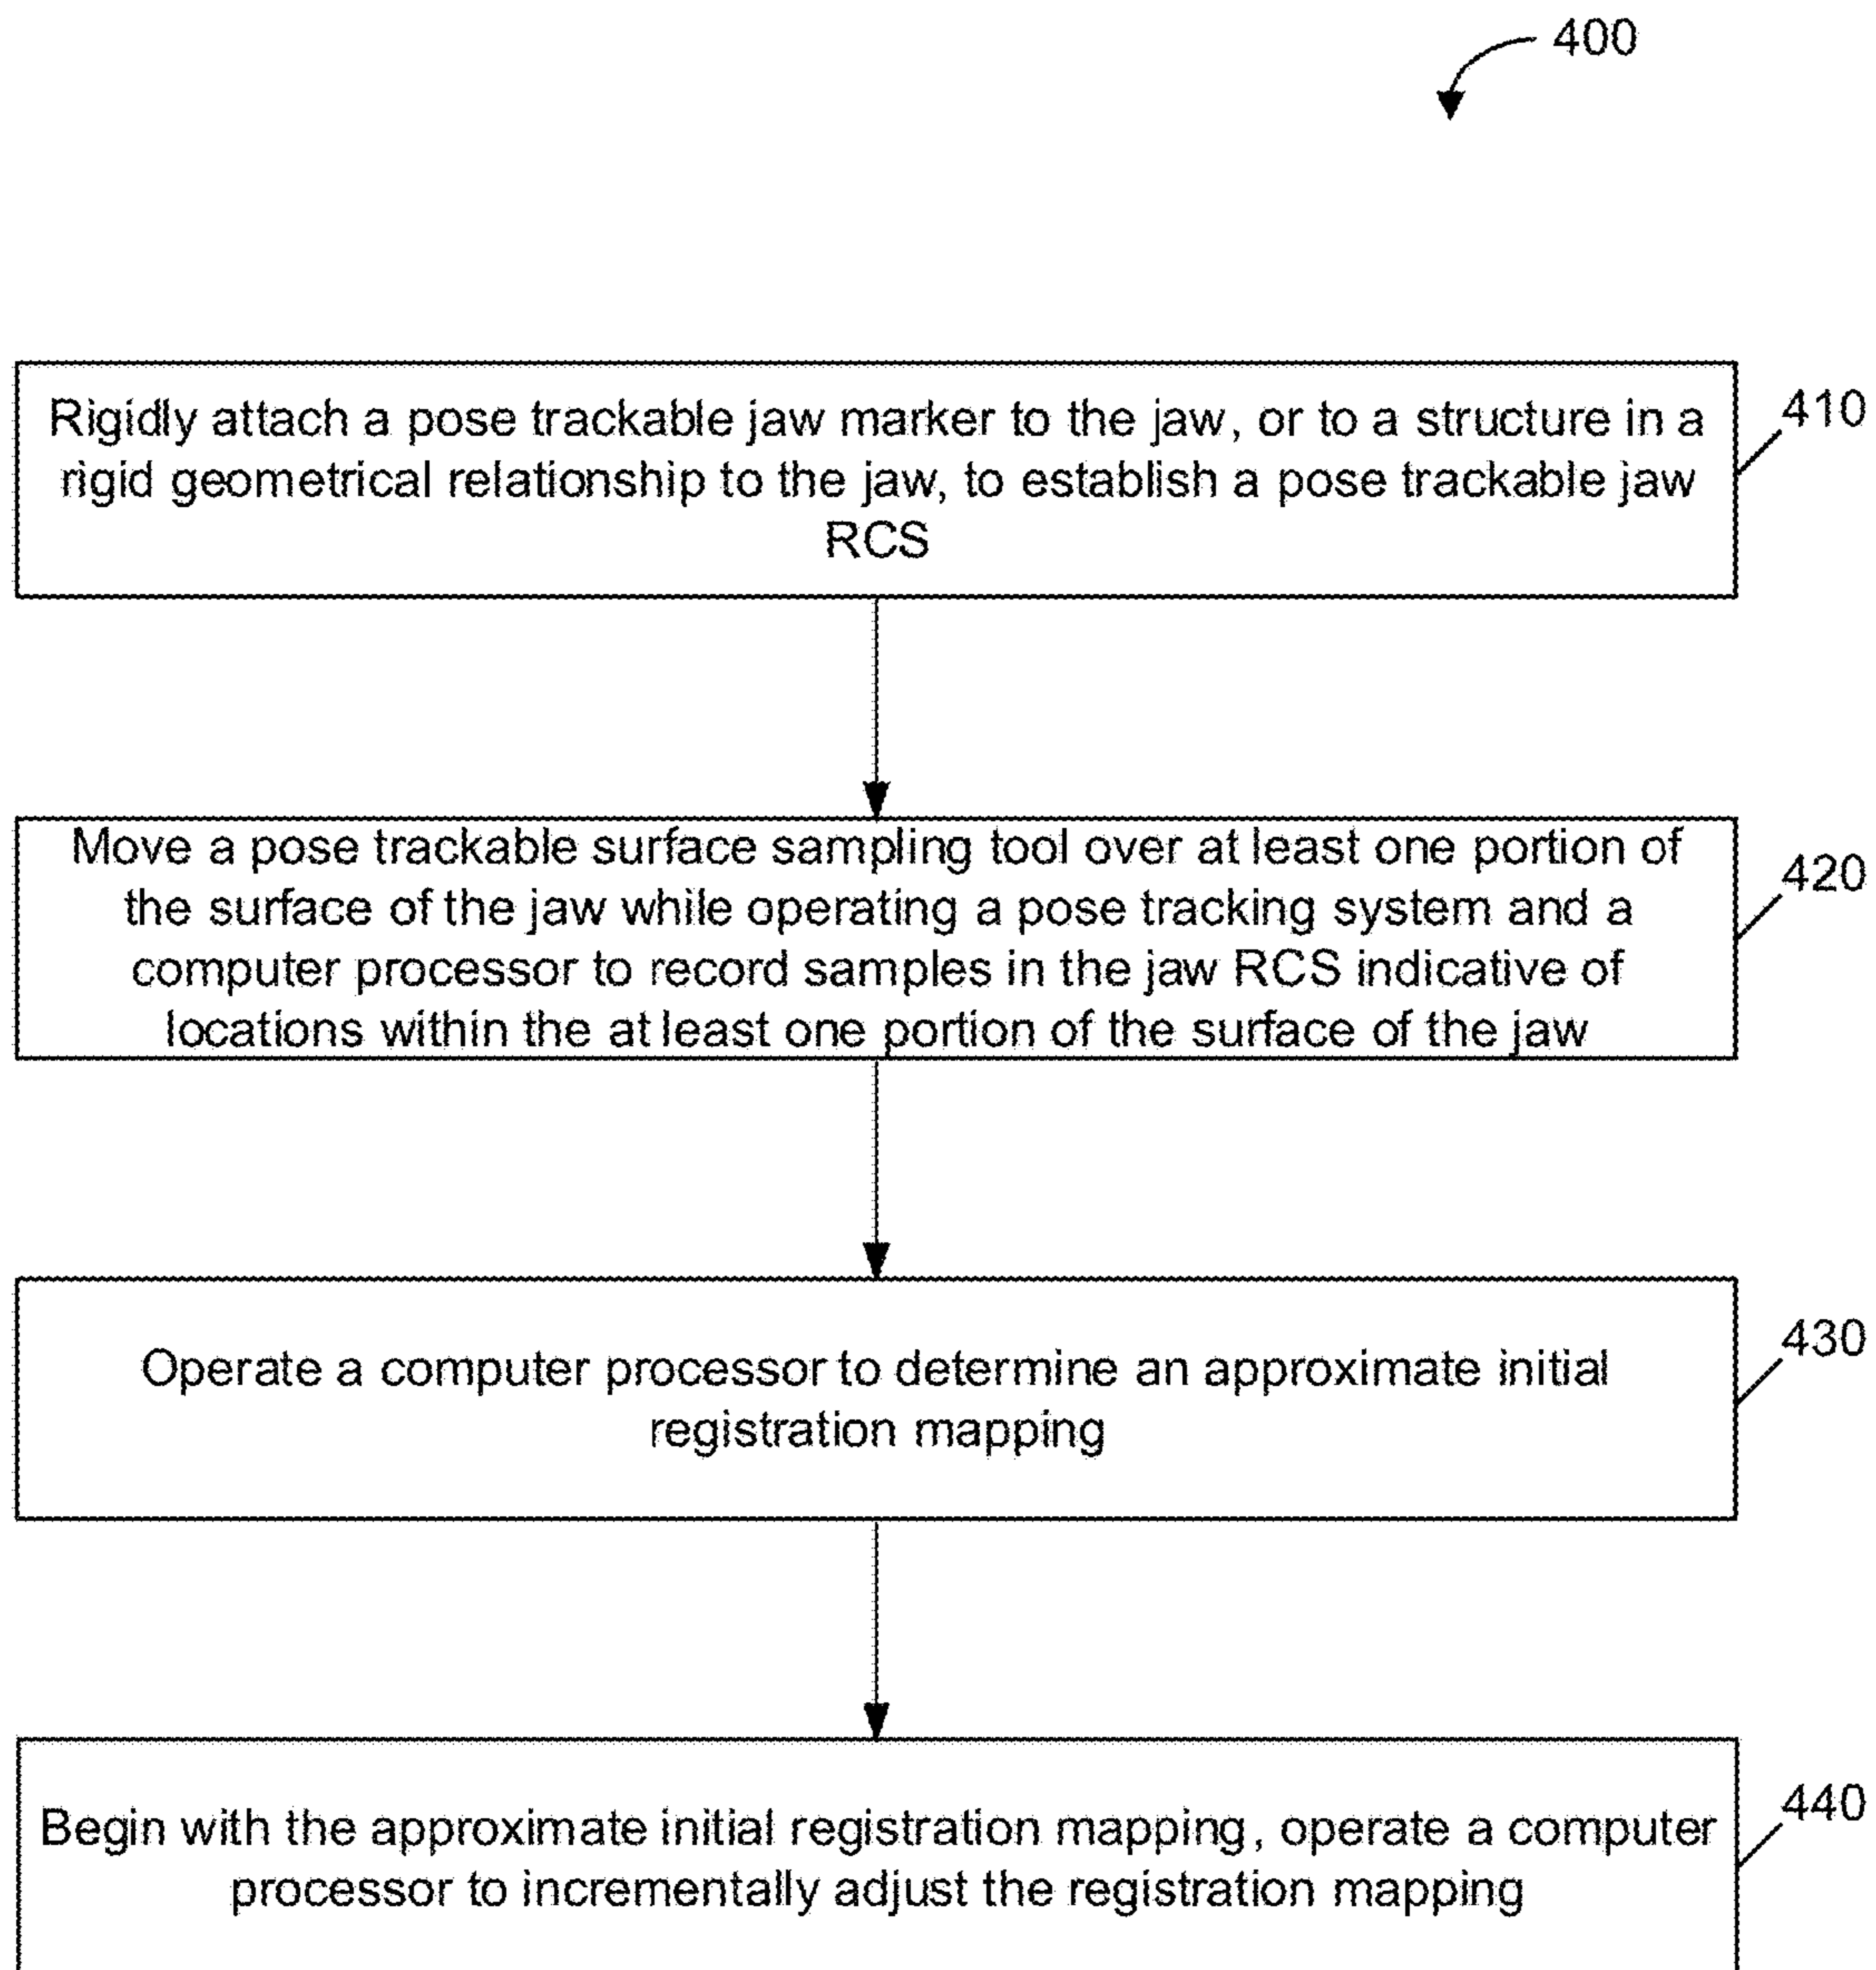 400
Rigidly attach a pose trackable jaw marker to the jaw, or to a structure in a
rigid geometrical relationship to the jaw, to establish a pose trackable jaw
RCS
410
Move a pose trackable surface sampling tool over at least one portion of
the surface of the jaw while operating a pose tracking system and a
computer processor to record samples in the jaw RCS indicative of
locations within the at least one portion of the surface of the jaw
420
Operate a computer processor to determine an approximate initial
registration mapping
430
Begin with the approximate initial registration mapping, operate a computer
processor to incrementally adjust the registration mapping
440